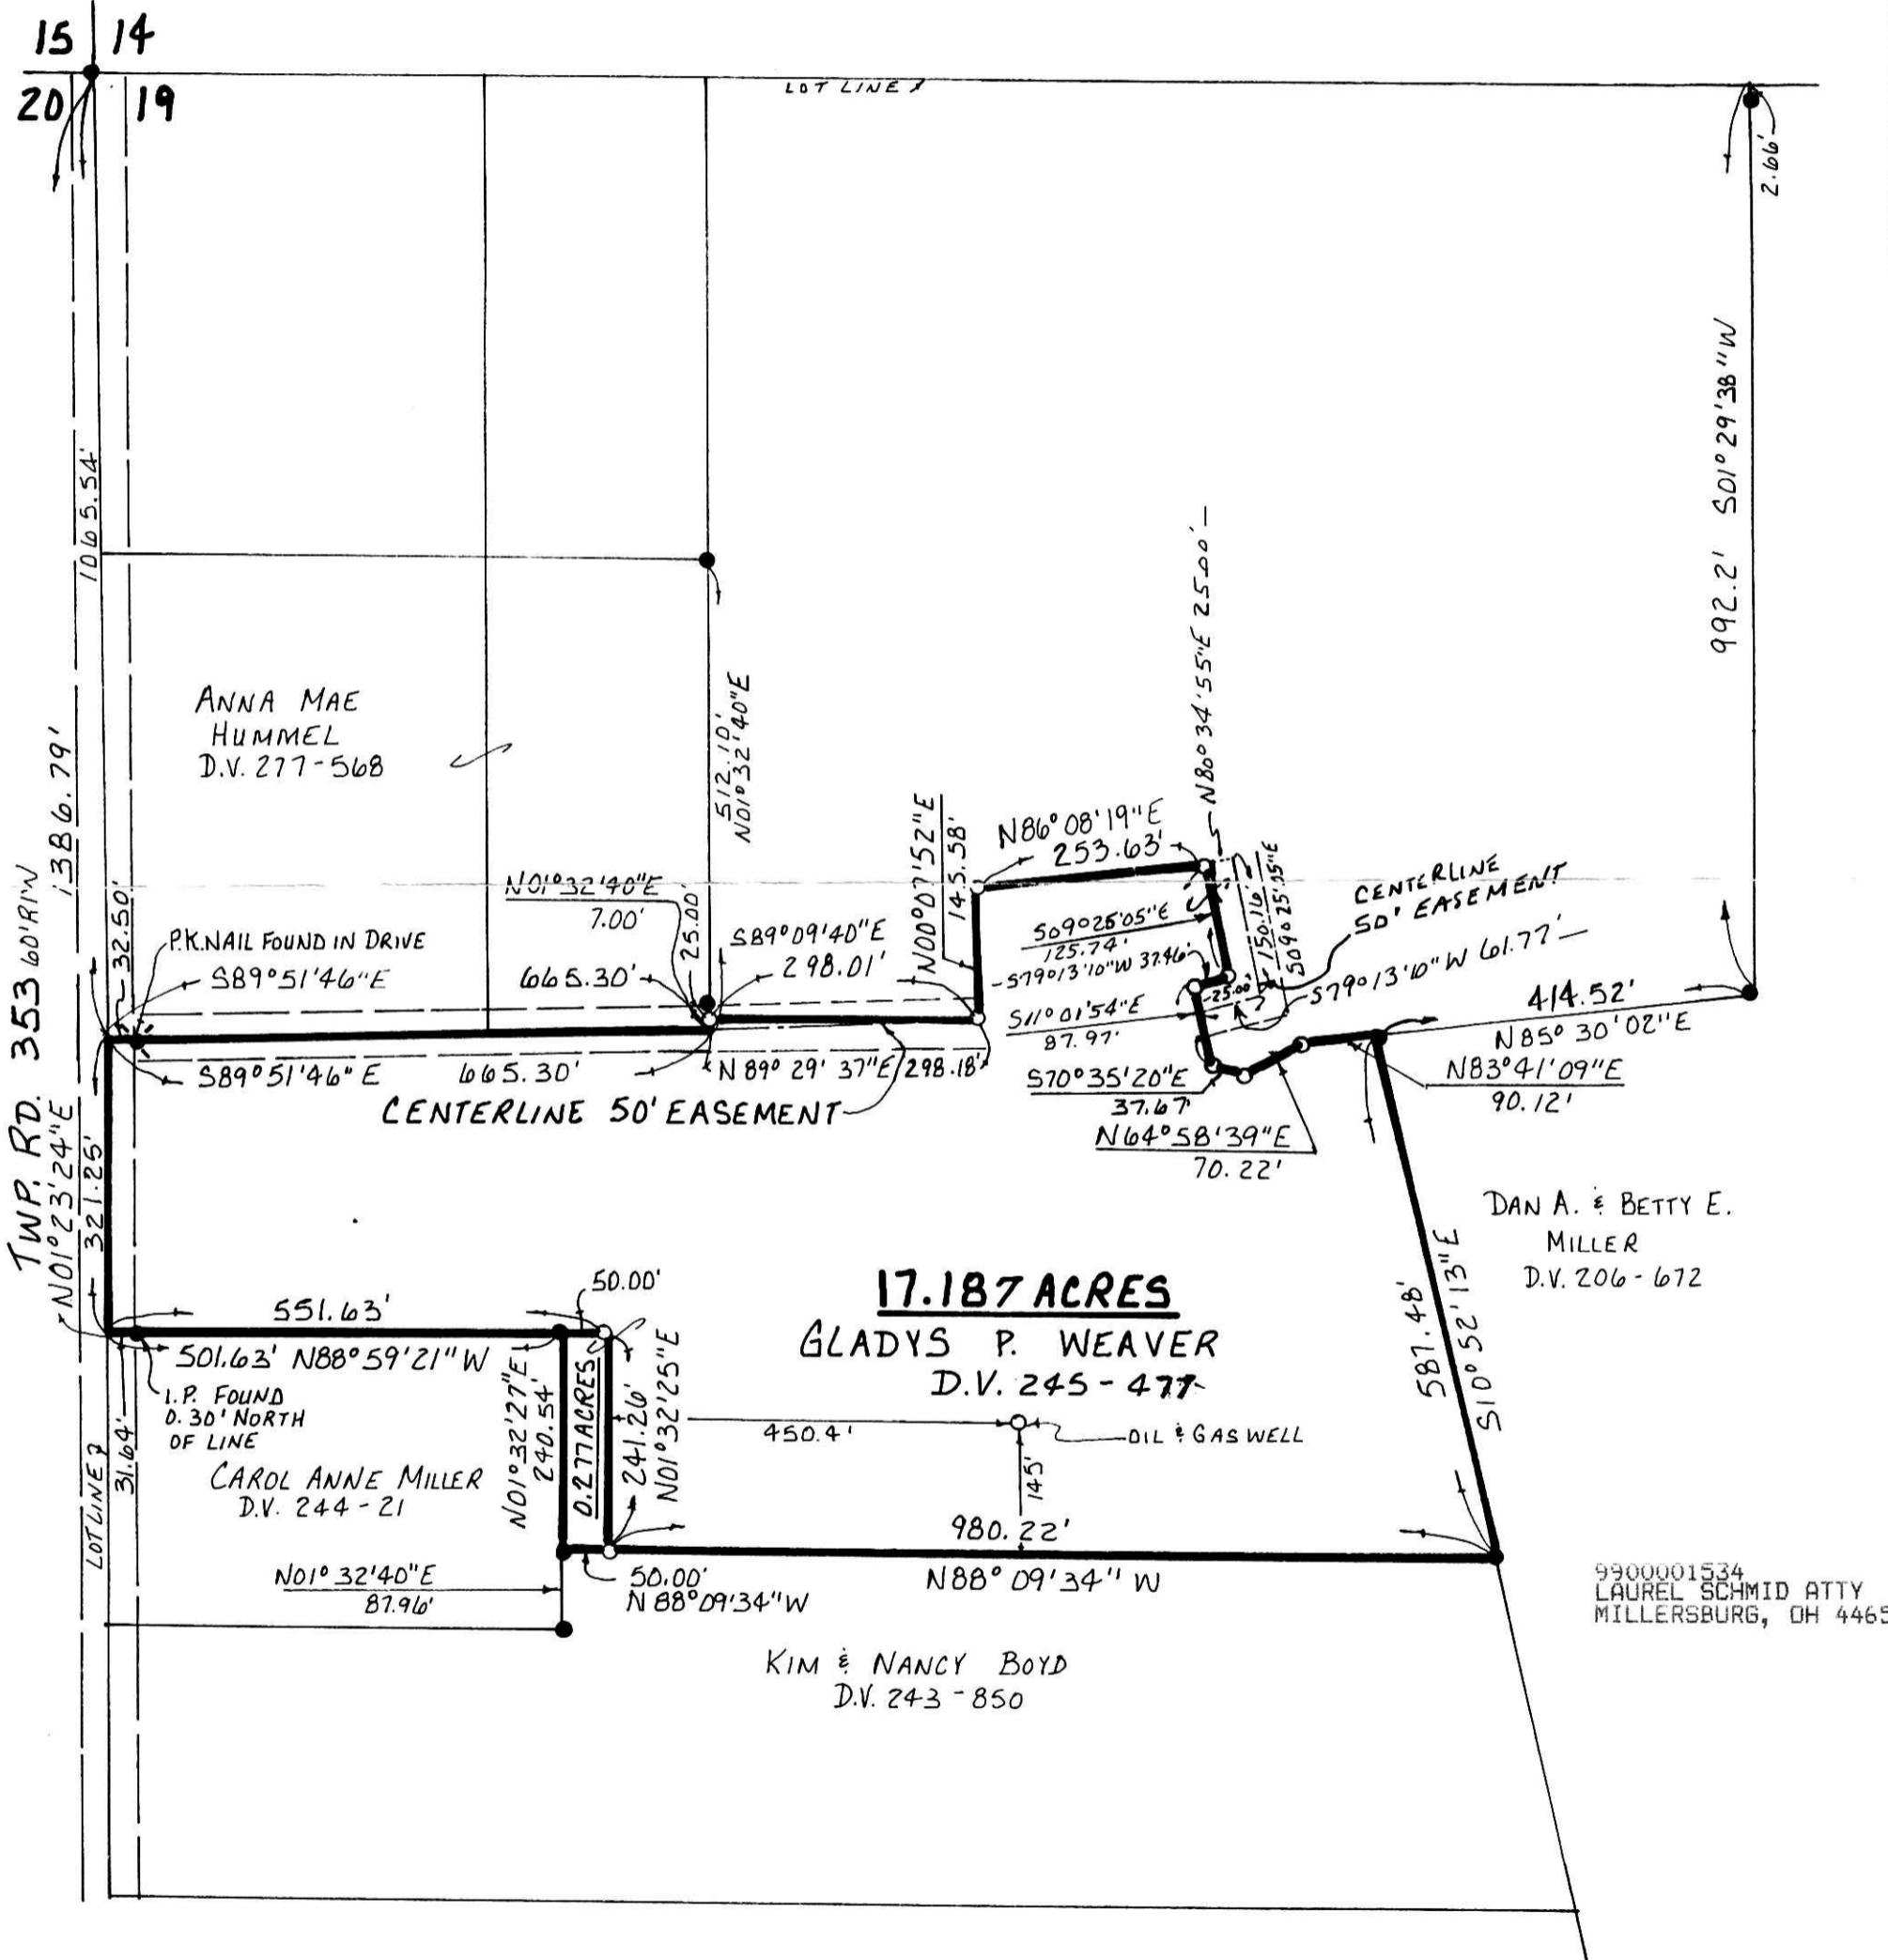 15 14
20 19
LOT LINE
2.66'
992.2' S01°29'38"W
1065.54'
1386.79'
TWP. RD. 353 60'R/W
N01°23'24"E
321.25'
32.50'
ANNA MAE
HUMMEL
D.V. 277-568
512.10'
N01°32'40"E
N01°32'40"E
7.00'
25.00'
P.K. NAIL FOUND IN DRIVE
S89°51'46"E
665.30'
S89°09'40"E
298.01'
N00°07'52"E
145.58'
N86°08'19"E
253.63'
N80°34'55"E 25.00'
S09°25'05"E
125.74'
150.16'
S09°25'05"E
CENTERLINE
50' EASEMENT
S79°13'10"W 37.46'
25.00'
S79°13'10"W 61.77'
S11°01'54"E
87.97'
414.52'
N85°30'02"E
N83°41'09"E
90.12'
S70°35'20"E
37.67'
N64°58'39"E
70.22'
S89°51'46"E 665.30'
N 89° 29' 37"E 298.18'
CENTERLINE 50' EASEMENT
DAN A. & BETTY E.
MILLER
D.V. 206-672
587.48'
S10°52'13"E
17.187 ACRES
GLADYS P. WEAVER
D.V. 245-477
551.63'
50.00'
501.63' N88°59'21"W
I.P. FOUND
0.30' NORTH
OF LINE
31.64'
LOT LINE
CAROL ANNE MILLER
D.V. 244-21
N01°32'27"E
240.54'
0.277 ACRES
241.26'
N01°32'25"E
450.4'
OIL & GAS WELL
145'
980.22'
N88°09'34"W
N01°32'40"E
87.96'
50.00'
N88°09'34"W
KIM & NANCY BOYD
D.V. 243-850
9900001534
LAUREL SCHMID ATTY
MILLERSBURG, OH 4465